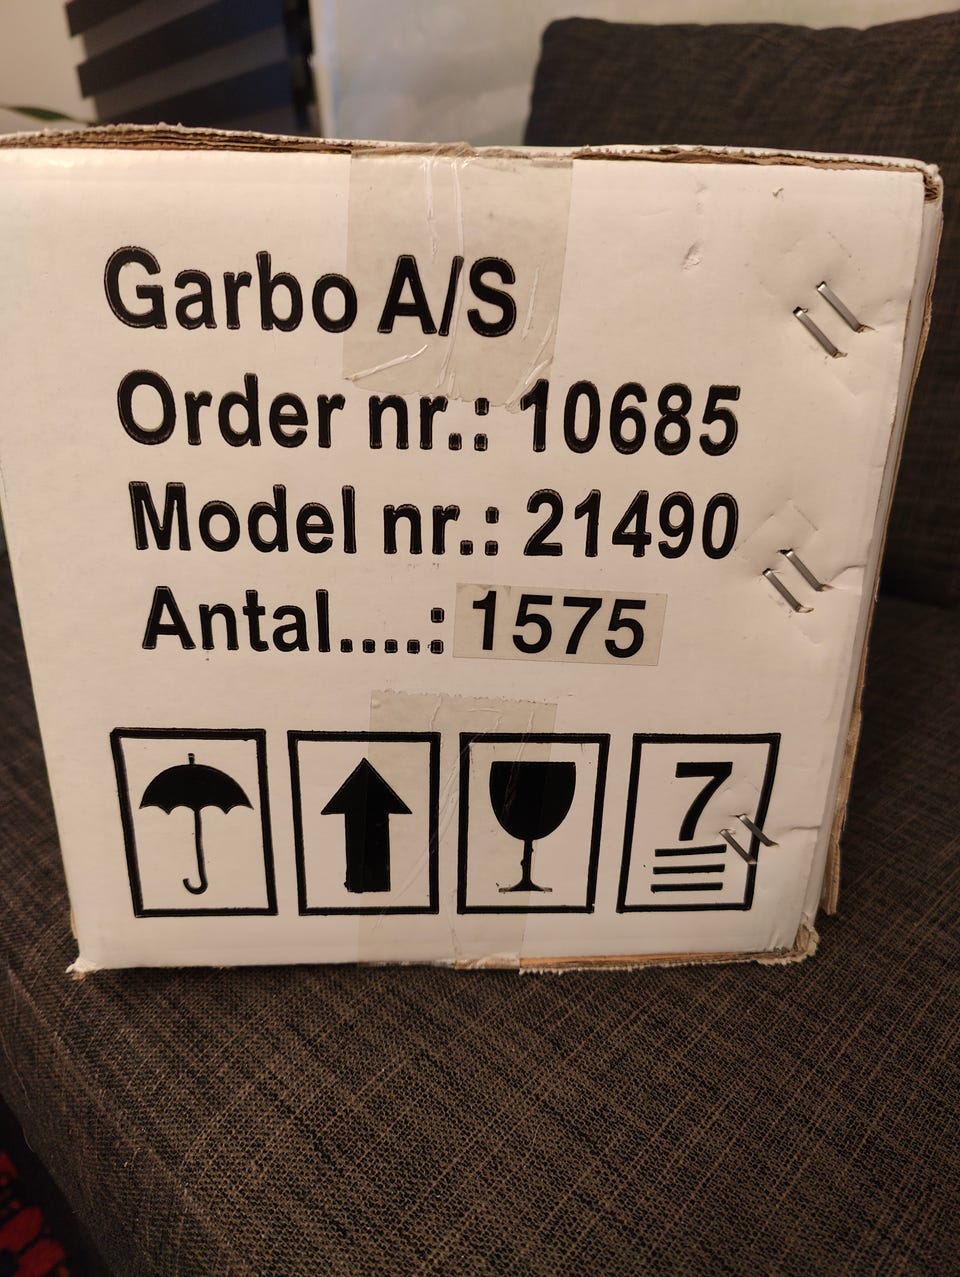 Garbo A/S
Order nr.: 10685
Model nr.: 21490
Antal....: 1575
7